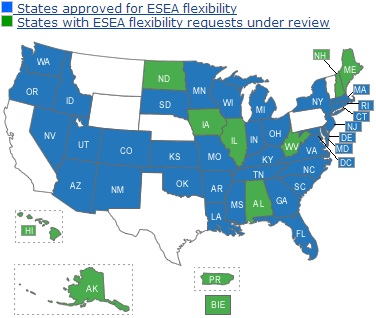 States approved for ESEA flexibility
States with ESEA flexibility requests under review
NH
WA
ND
ME
MN
MA
OR
ID
SD
WI
NY
MI
RI
CT
IA
NJ
NV
UT
IL
IN
OH
DE
CO
WV
MD
KS
MO
KY
VA
DC
NC
TN
AZ
NM
OK
AR
SC
MS
AL
GA
LA
HI
FL
AK
PR
BIE